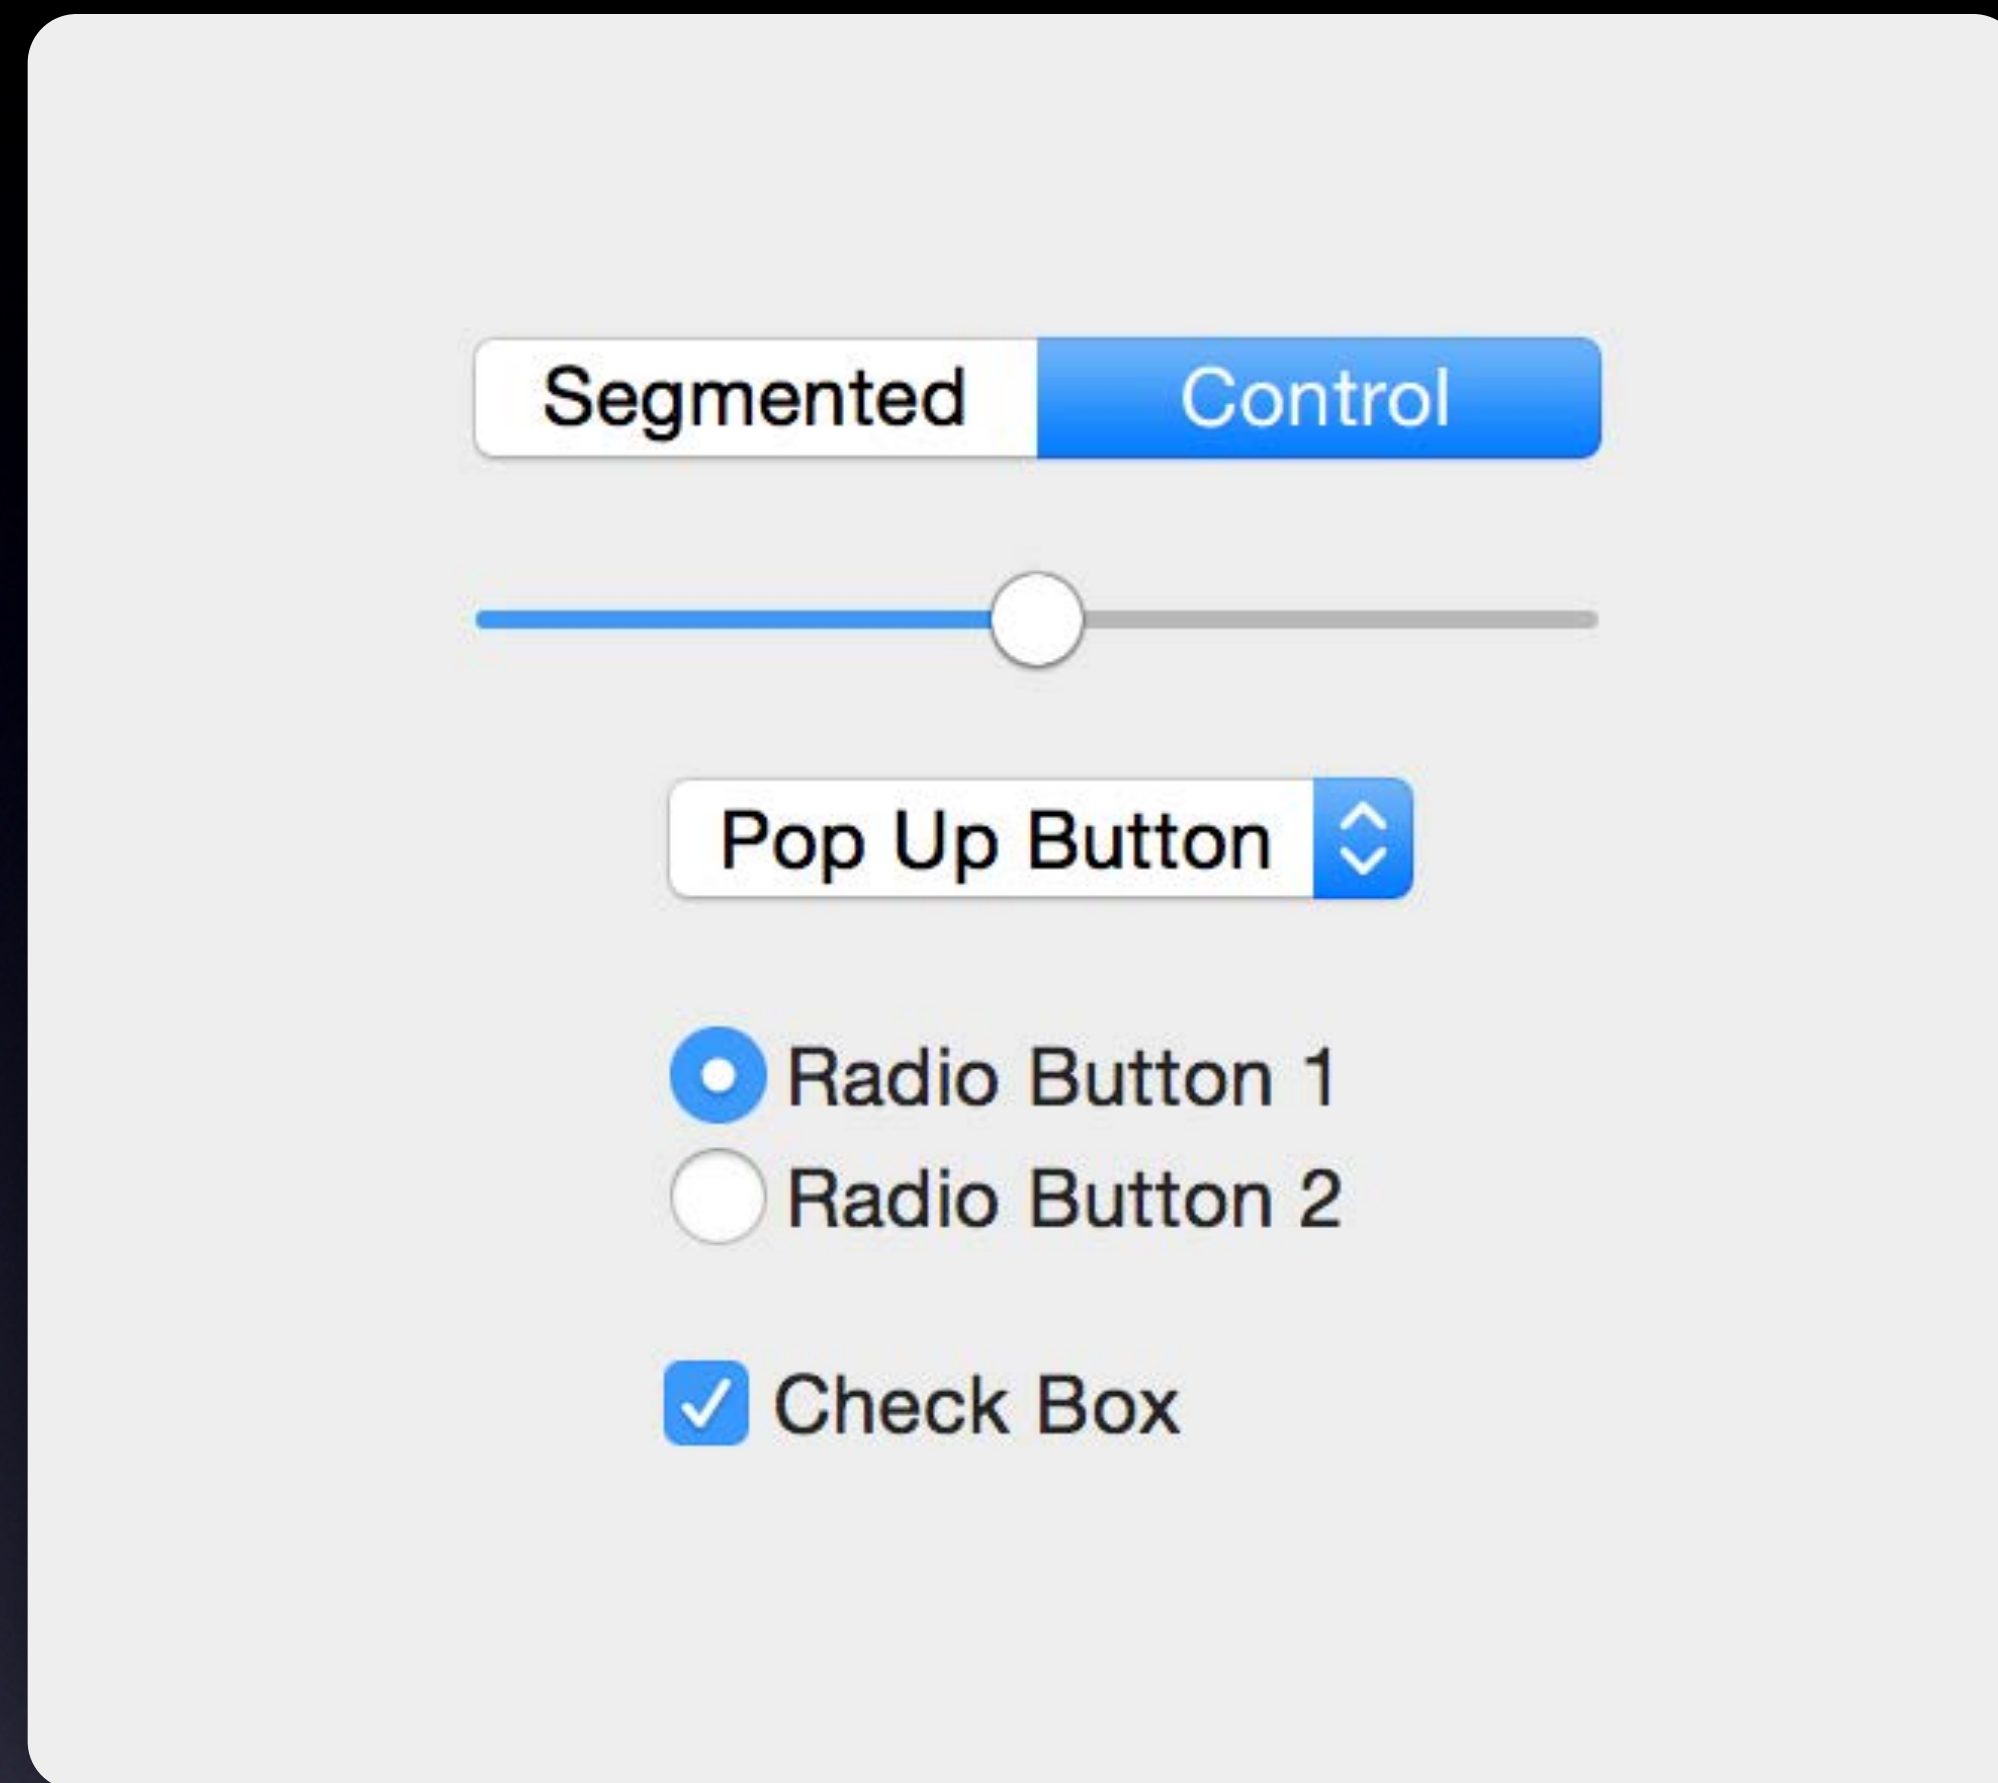 Segmented Control
Pop Up Button
Radio Button 1
Radio Button 2
Check Box